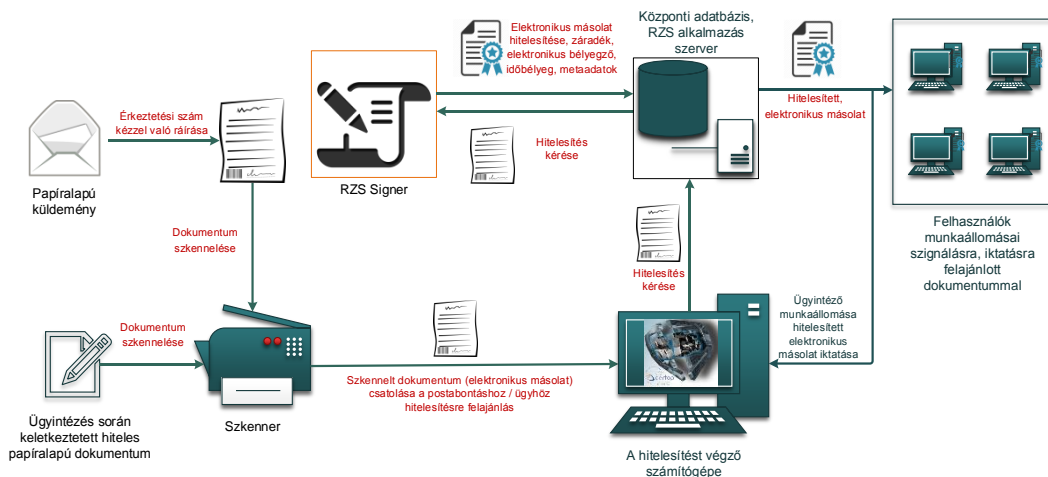 Elektronikus másolat
hitelesítése, záradék,
elektronikus bélyegző,
időbélyeg, metaadatok
Központi adatbázis,
RZS alkalmazás
szerver
Érkeztetési szám
kézzel való ráírása
Hitelesített,
elektronikus másolat
Hitelesítés
kérése
Papíralapú
küldemény
RZS Signer
Felhasználók
munkaállomásai
szignálásra, iktatásra
felajánlott
dokumentummal
Dokumentum
szkennelése
Hitelesítés
kérése
Ügyintéző
munkaállomása
hitelesített
elektronikus
másolat iktatása
Dokumentum
szkennelése
Szkennelt dokumentum (elektronikus másolat)
csatolása a postabontáshoz / ügyhöz
hitelesítésre felajánlás
Ügyintézés során
keletkeztetett hiteles
papíralapú dokumentum
Szkenner
A hitelesítést végző
számítógépe